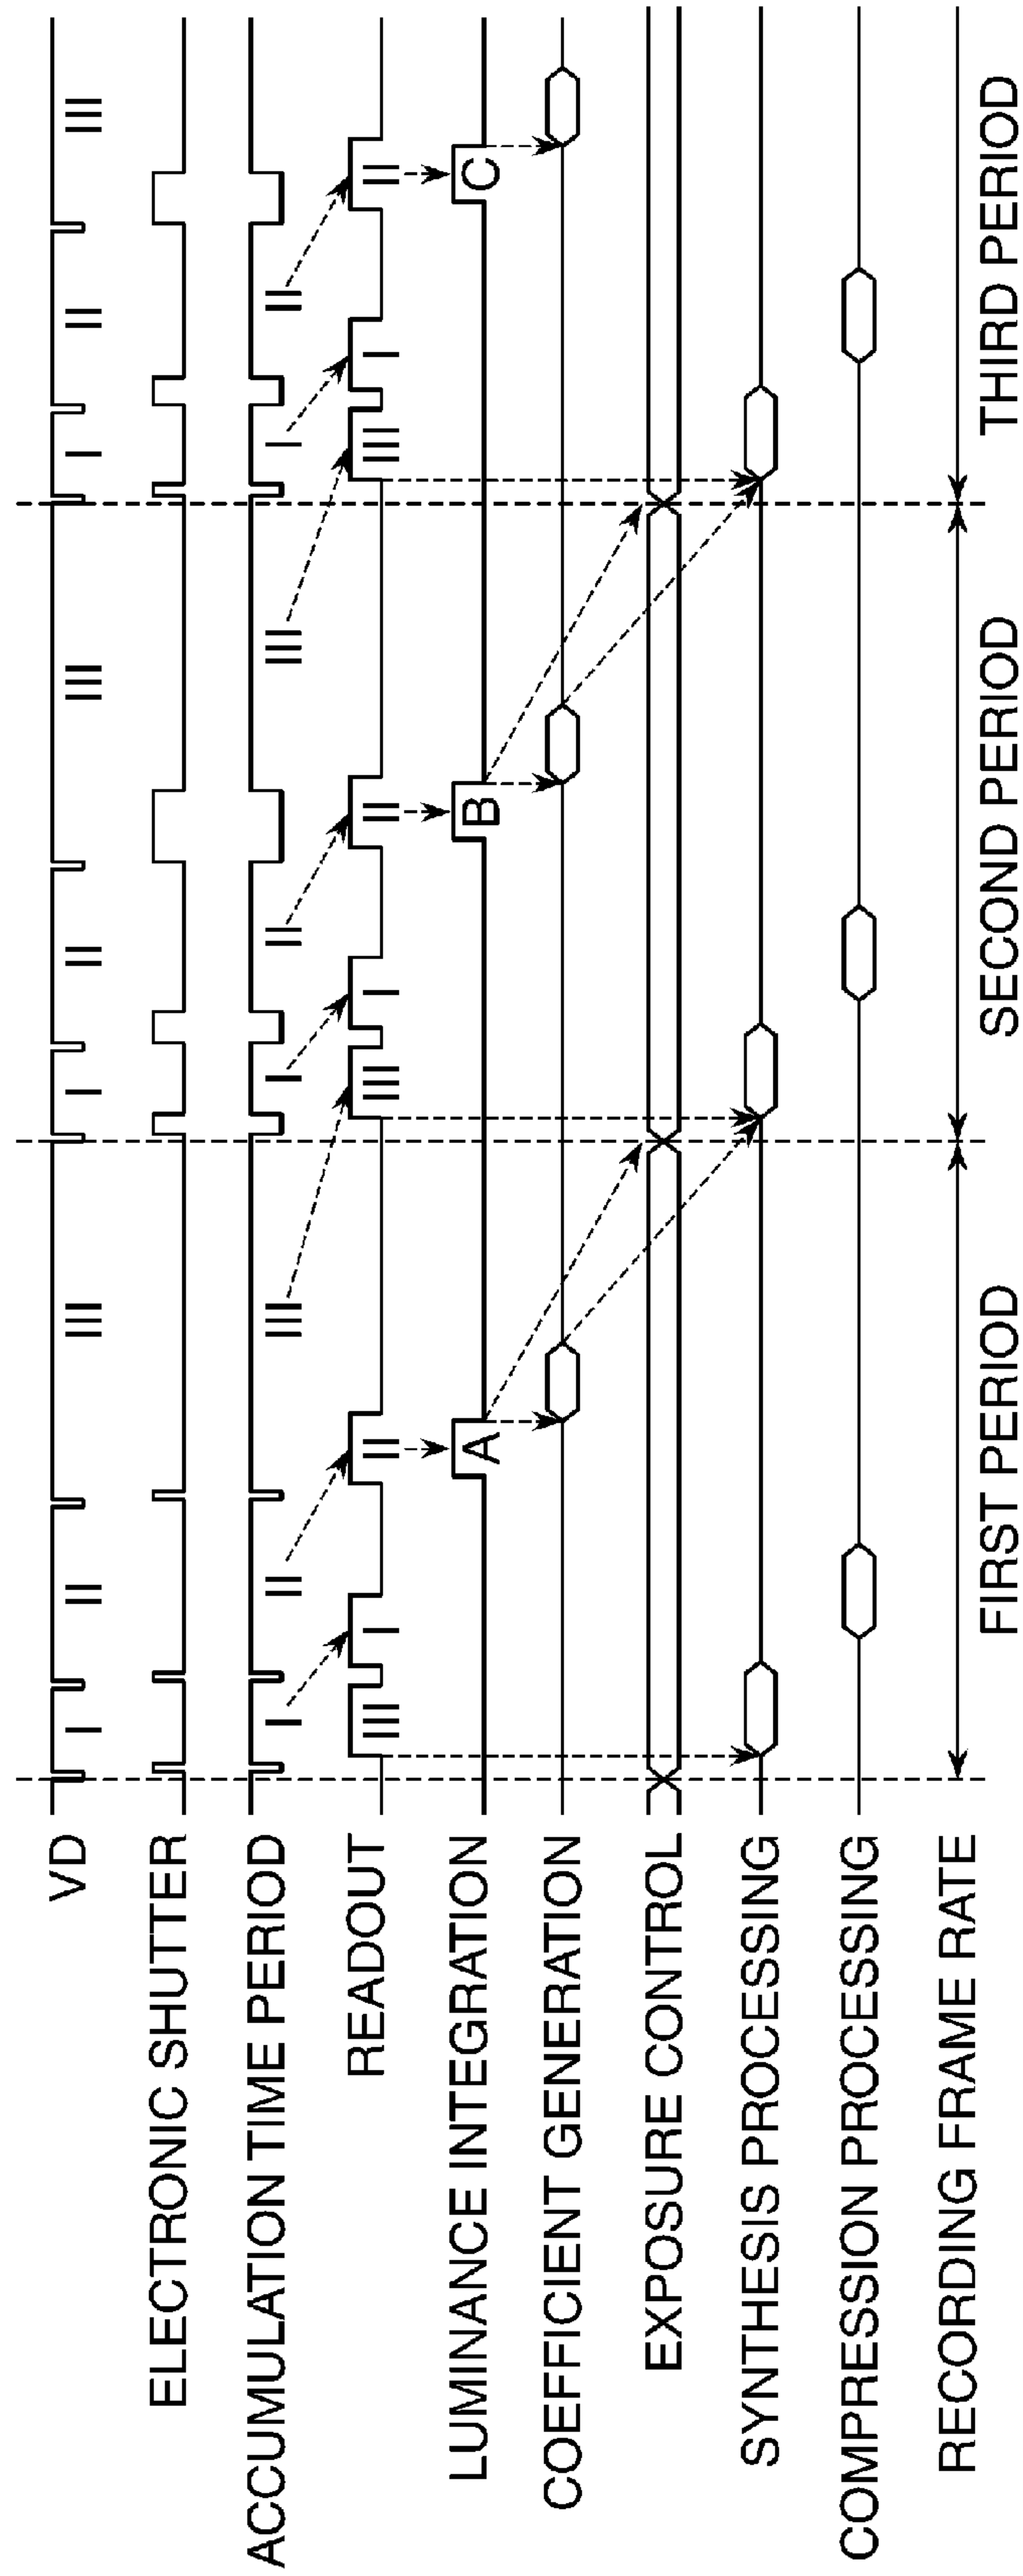 VD I II III I II III I II III
ELECTRONIC SHUTTER
ACCUMULATION TIME PERIOD I II III I II III I II
READOUT III I II III I II III I II
LUMINANCE INTEGRATION A B C
COEFFICIENT GENERATION
EXPOSURE CONTROL
SYNTHESIS PROCESSING
COMPRESSION PROCESSING
RECORDING FRAME RATE
FIRST PERIOD SECOND PERIOD THIRD PERIOD